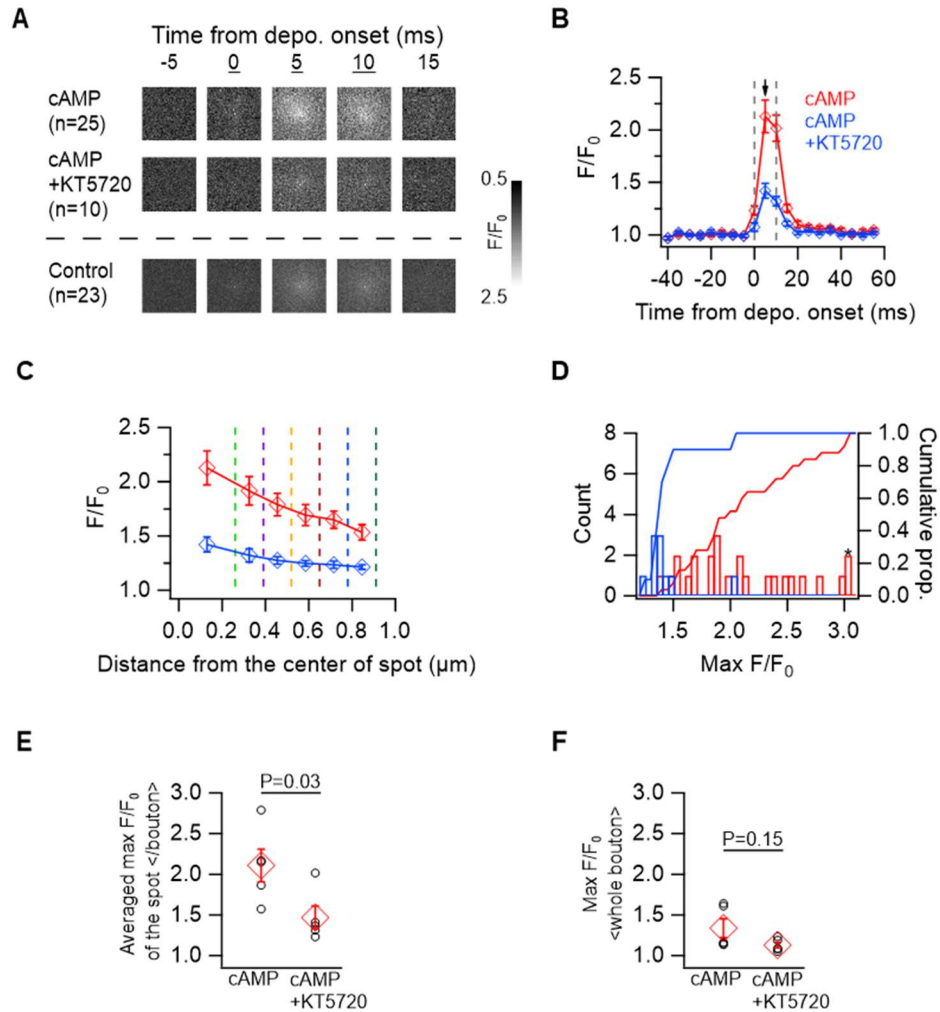 A
Time from depo. onset (ms)
-5 0 5 10 15
cAMP
(n=25)
cAMP
+KT5720
(n=10)
Control
(n=23)
0.5
F/F0
2.5
B
2.5
2.0
1.5
1.0
F/F0
cAMP
cAMP
+KT5720
-40 -20 0 20 40 60
Time from depo. onset (ms)
C
2.5
2.0
1.5
1.0
F/F0
0.0 0.2 0.4 0.6 0.8 1.0
Distance from the center of spot (µm)
D
8
6
4
2
0
Count
1.0
0.8
0.6
0.4
0.2
0.0
Cumulative prop.
*
1.5 2.0 2.5 3.0
Max F/F0
E
P=0.03
3.0
2.5
2.0
1.5
1.0
Averaged max F/F0
of the spot </bouton>
cAMP cAMP
+KT5720
F
3.0
2.5
2.0
1.5
1.0
P=0.15
Max F/F0
<whole bouton>
cAMP cAMP
+KT5720